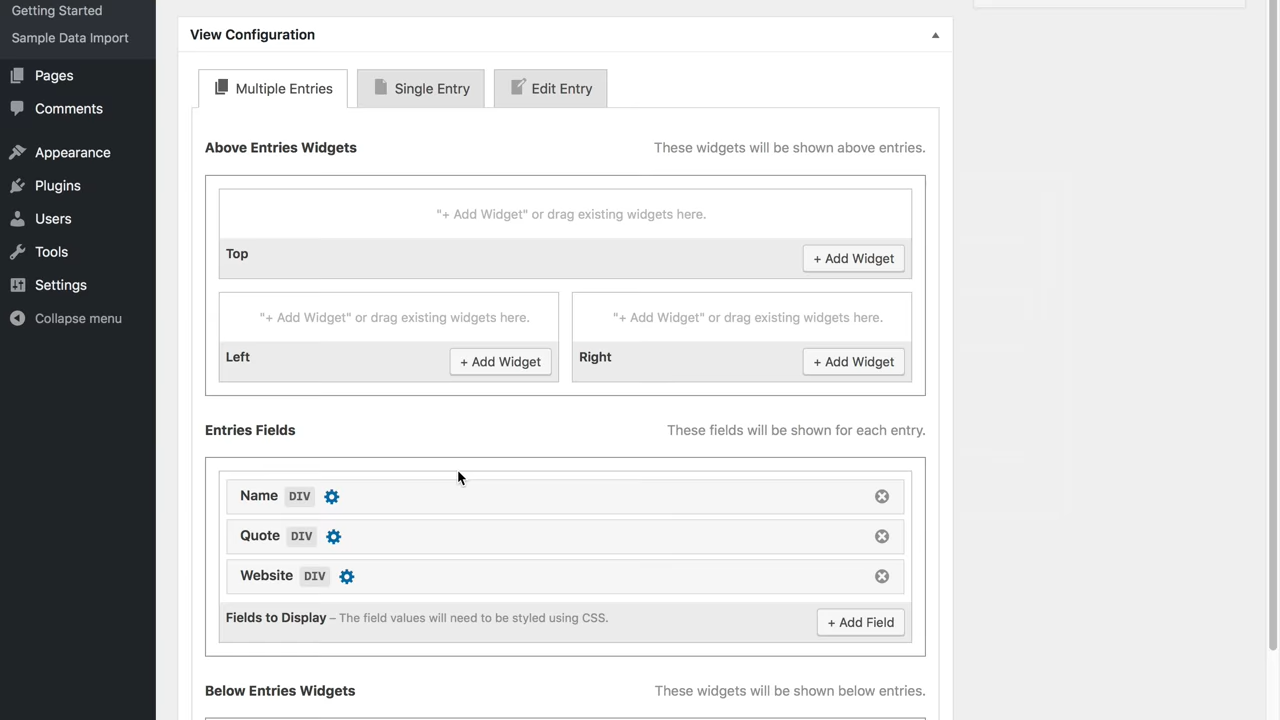 Getting Started
Sample Data Import
Pages
Comments
Appearance
Plugins
Users
Tools
Settings
Collapse menu
View Configuration
Multiple Entries
Single Entry
Edit Entry
Above Entries Widgets
These widgets will be shown above entries.
"+ Add Widget" or drag existing widgets here.
Top
+ Add Widget
"+ Add Widget" or drag existing widgets here.
Left
+ Add Widget
"+ Add Widget" or drag existing widgets here.
Right
+ Add Widget
Entries Fields
These fields will be shown for each entry.
Name DIV
Quote DIV
Website DIV
Fields to Display – The field values will need to be styled using CSS.
+ Add Field
Below Entries Widgets
These widgets will be shown below entries.